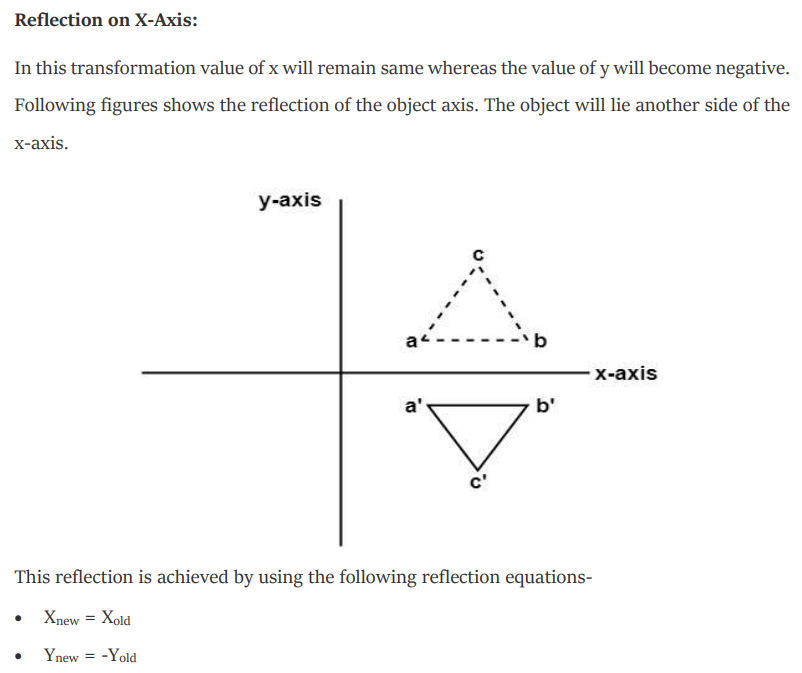 Reflection on X-Axis:
In this transformation value of x will remain same whereas the value of y will become negative.
Following figures shows the reflection of the object axis. The object will lie another side of the
x-axis.
y-axis
c
a
b
x-axis
a'
b'
c'
This reflection is achieved by using the following reflection equations-
• Xnew = Xold
• Ynew = -Yold